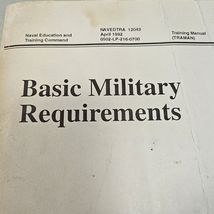 Naval Education and
Training Command
NAVEDTRA 12043
April 1992
0502-LP-216-0700
Training Manual
(TRAMAN)
Basic Military
Requirements